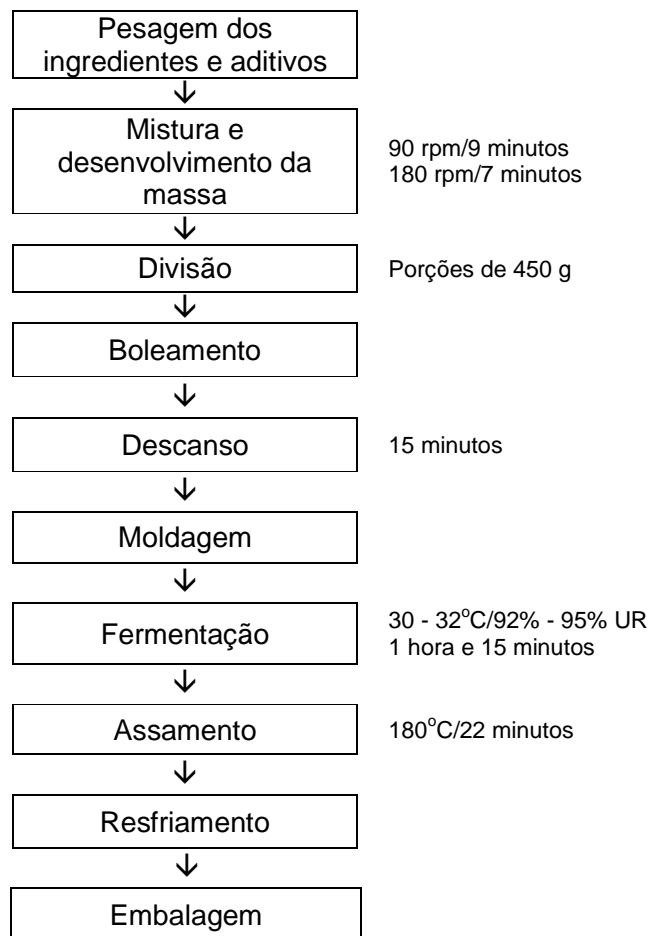 Pesagem dos
ingredientes e aditivos
↓
Mistura e
desenvolvimento da
massa
90 rpm/9 minutos
180 rpm/7 minutos
↓
Divisão
Porções de 450 g
↓
Boleamento
↓
Descanso
15 minutos
↓
Moldagem
↓
Fermentação
30 - 32°C/92% - 95% UR
1 hora e 15 minutos
↓
Assamento
180°C/22 minutos
↓
Resfriamento
↓
Embalagem